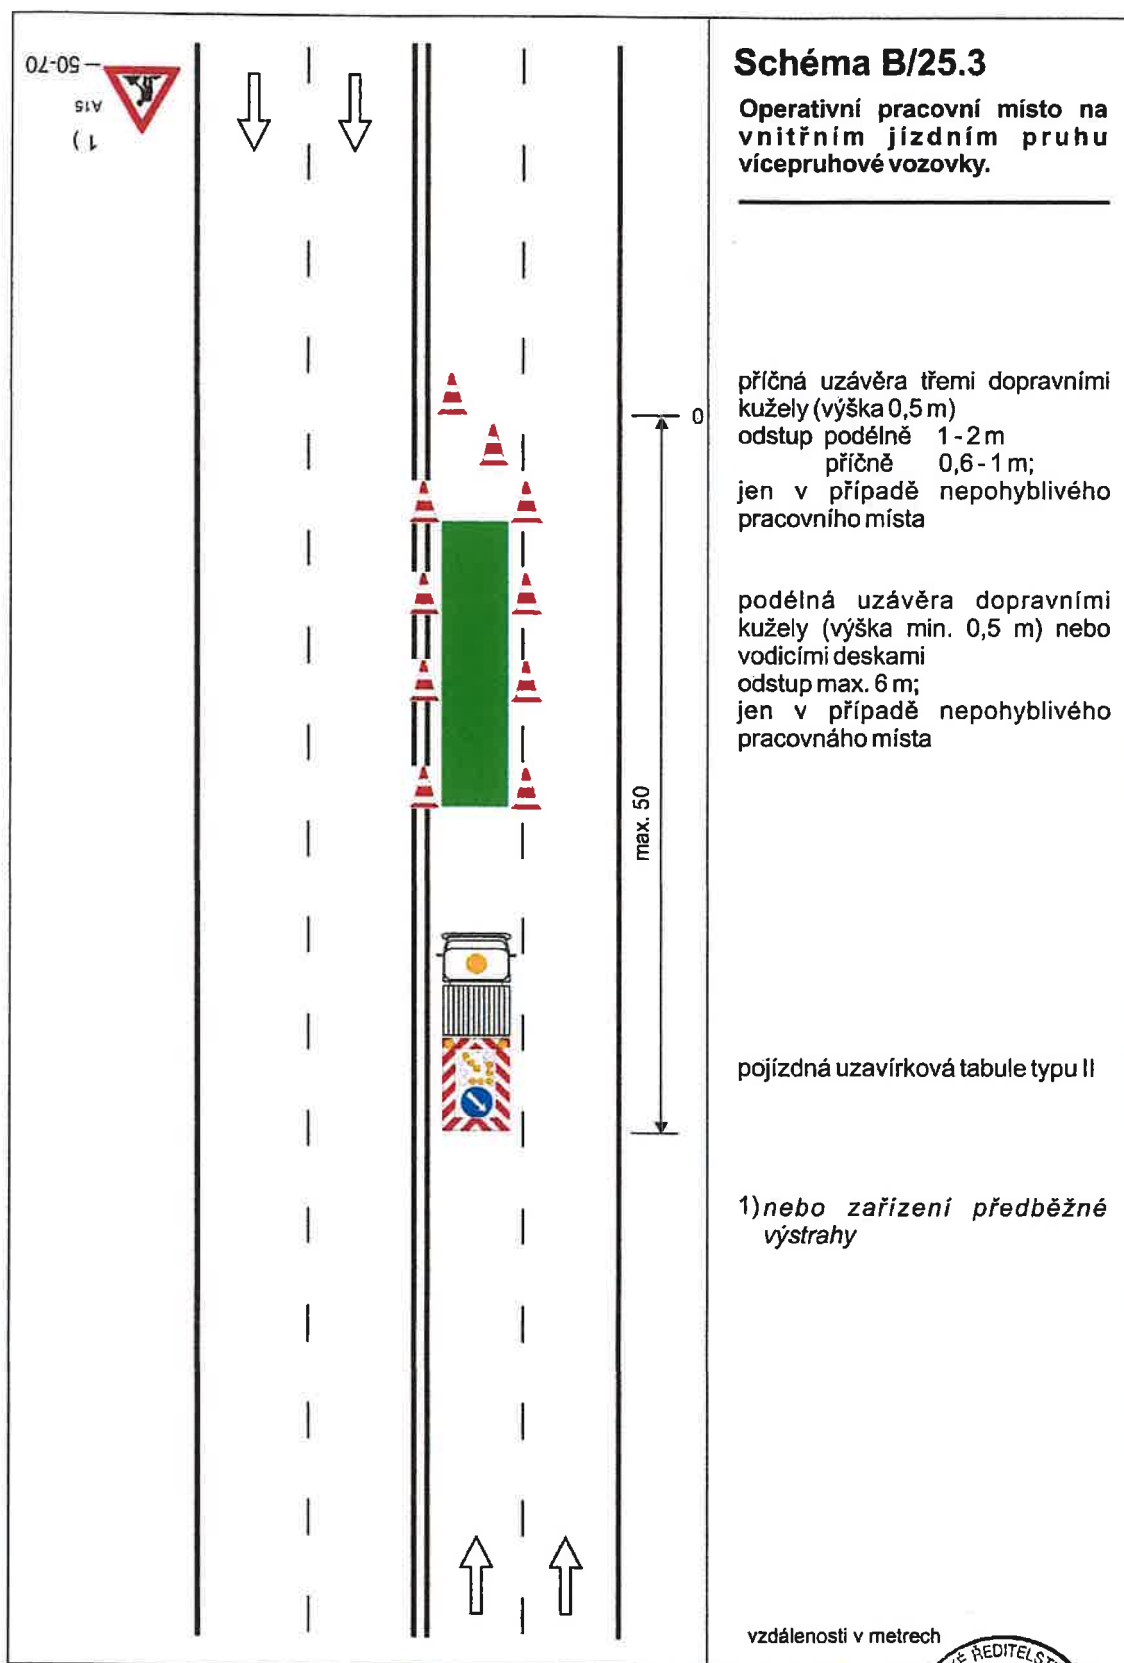 Schéma B/25.3
Operativní pracovní místo na
vnitřním jízdním pruhu
vícepruhové vozovky.
50-70
A15
1)
0
příčná uzávěra třemi dopravními
kužely (výška 0,5 m)
odstup podélně 1-2 m
příčně 0,6-1 m;
jen v případě nepohyblivého
pracovního místa
podélná uzávěra dopravními
kužely (výška min. 0,5 m) nebo
vodicími deskami
odstup max. 6 m;
jen v případě nepohyblivého
pracovnáho místa
max. 50
pojízdná uzavírková tabule typu II
1) nebo zařízení předběžné
výstrahy
vzdálenosti v metrech